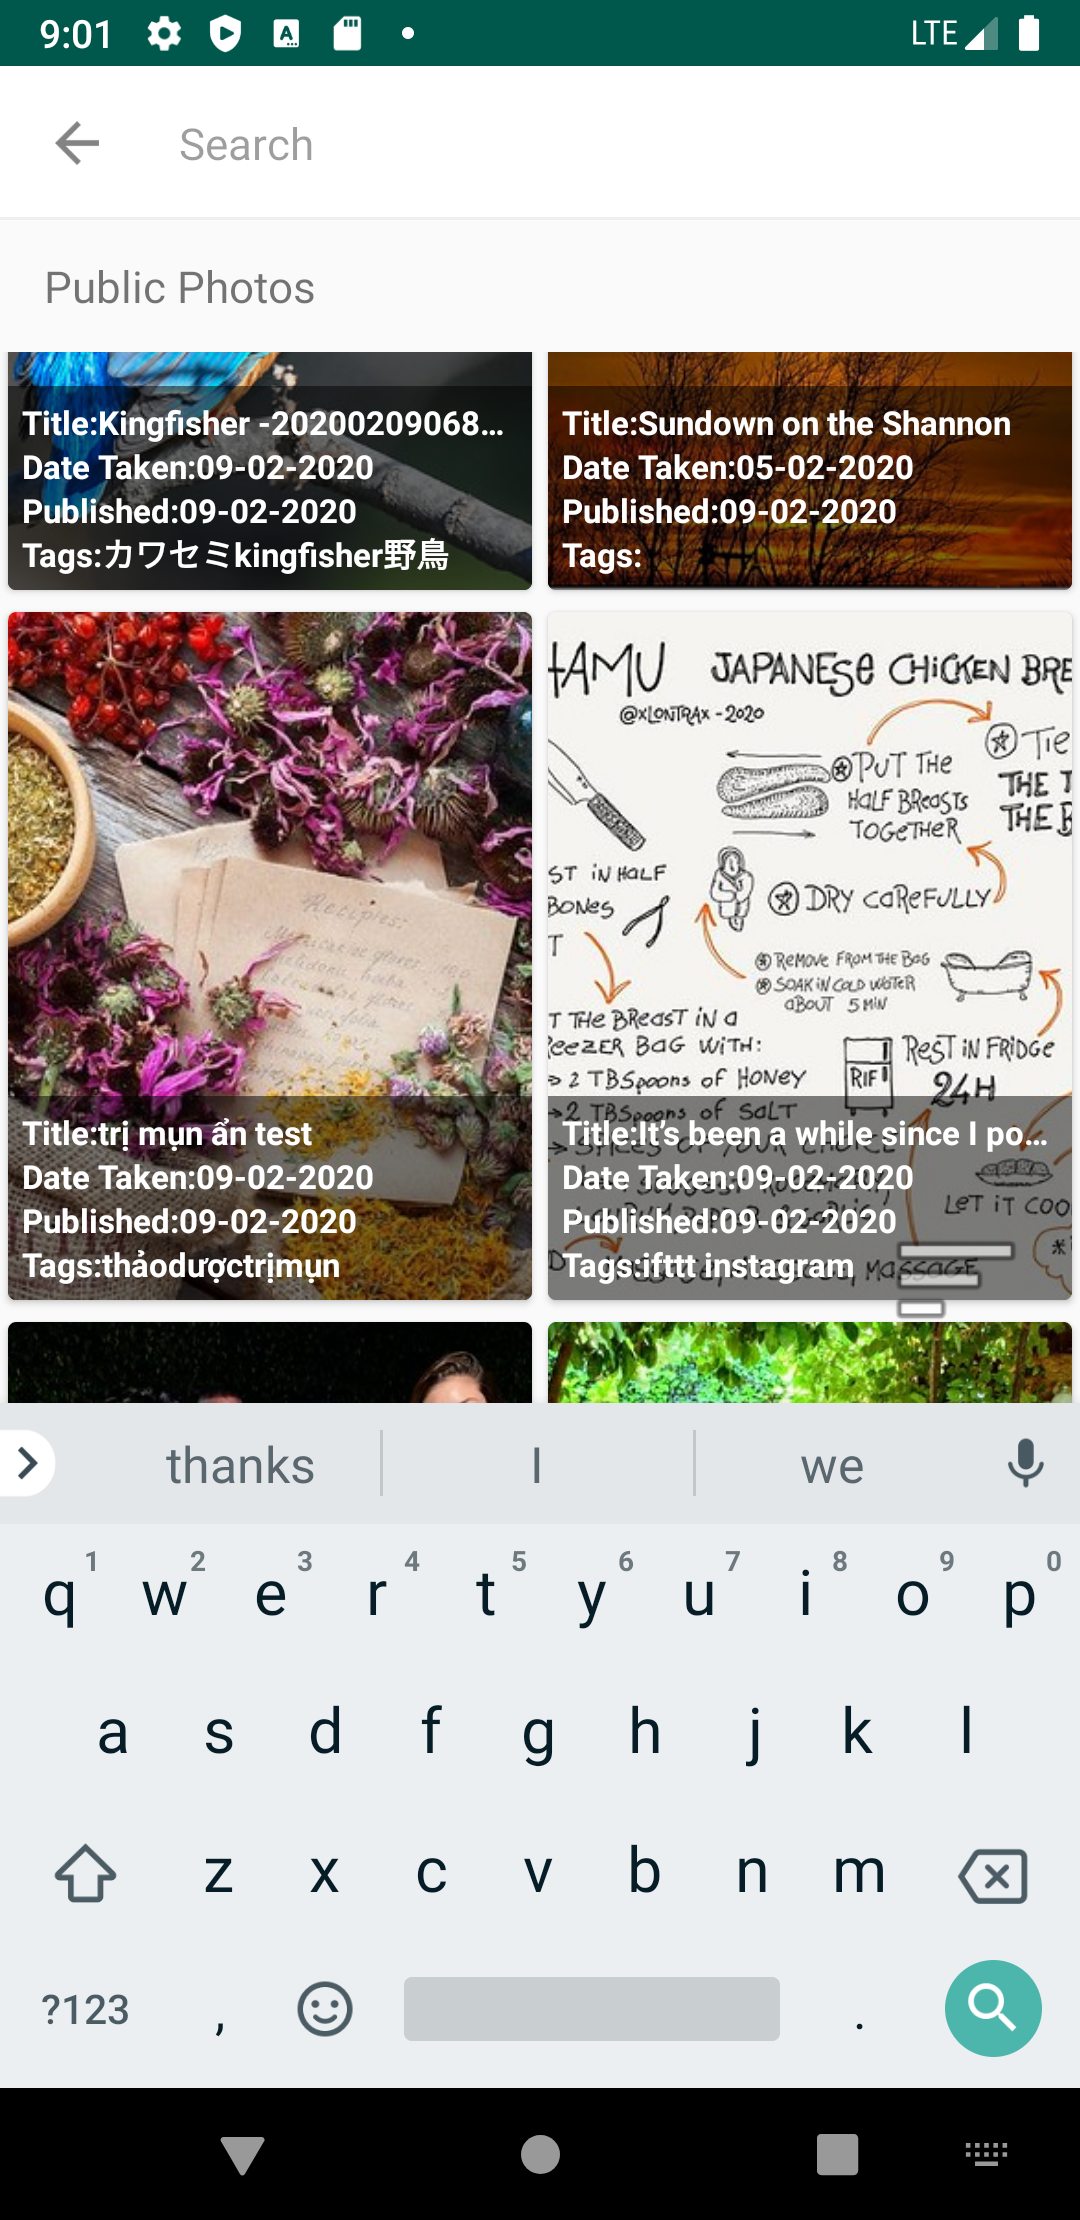 9:01
LTE
Search
Public Photos
Title:Kingfisher -20200209068...
Date Taken:09-02-2020
Published:09-02-2020
Tags:カワセミkingfisher野鳥
Title:Sundown on the Shannon
Date Taken:05-02-2020
Published:09-02-2020
Tags:
Recipies:
Title:trị mụn ẩn test
Date Taken:09-02-2020
Published:09-02-2020
Tags:thảodượctrịmụn
HAMU JAPANESE CHICKEN BRE
@XLONTRAX - 2020
PUT THE
HALF BREASTS
TOGETHER
TIE
THE T
THE B
ST IN HALF
BONES
T
DRY CAREFULLY
REMOVE FROM THE BAG
SOAK IN COLD WATER
ABOUT 5 MIN
T THE BREAST IN A
EEZER BAG WITH:
2 TBSPOONS OF HONEY
2 TBSPOONS OF SALT
REST IN FRIDGE
24H
RIF
LET IT COO
MASSAGE
Title:It’s been a while since I po...
Date Taken:09-02-2020
Published:09-02-2020
Tags:ifttt instagram
thanks I we
1 2 3 4 5 6 7 8 9 0
q w e r t y u i o p
a s d f g h j k l
z x c v b n m
?123 , .